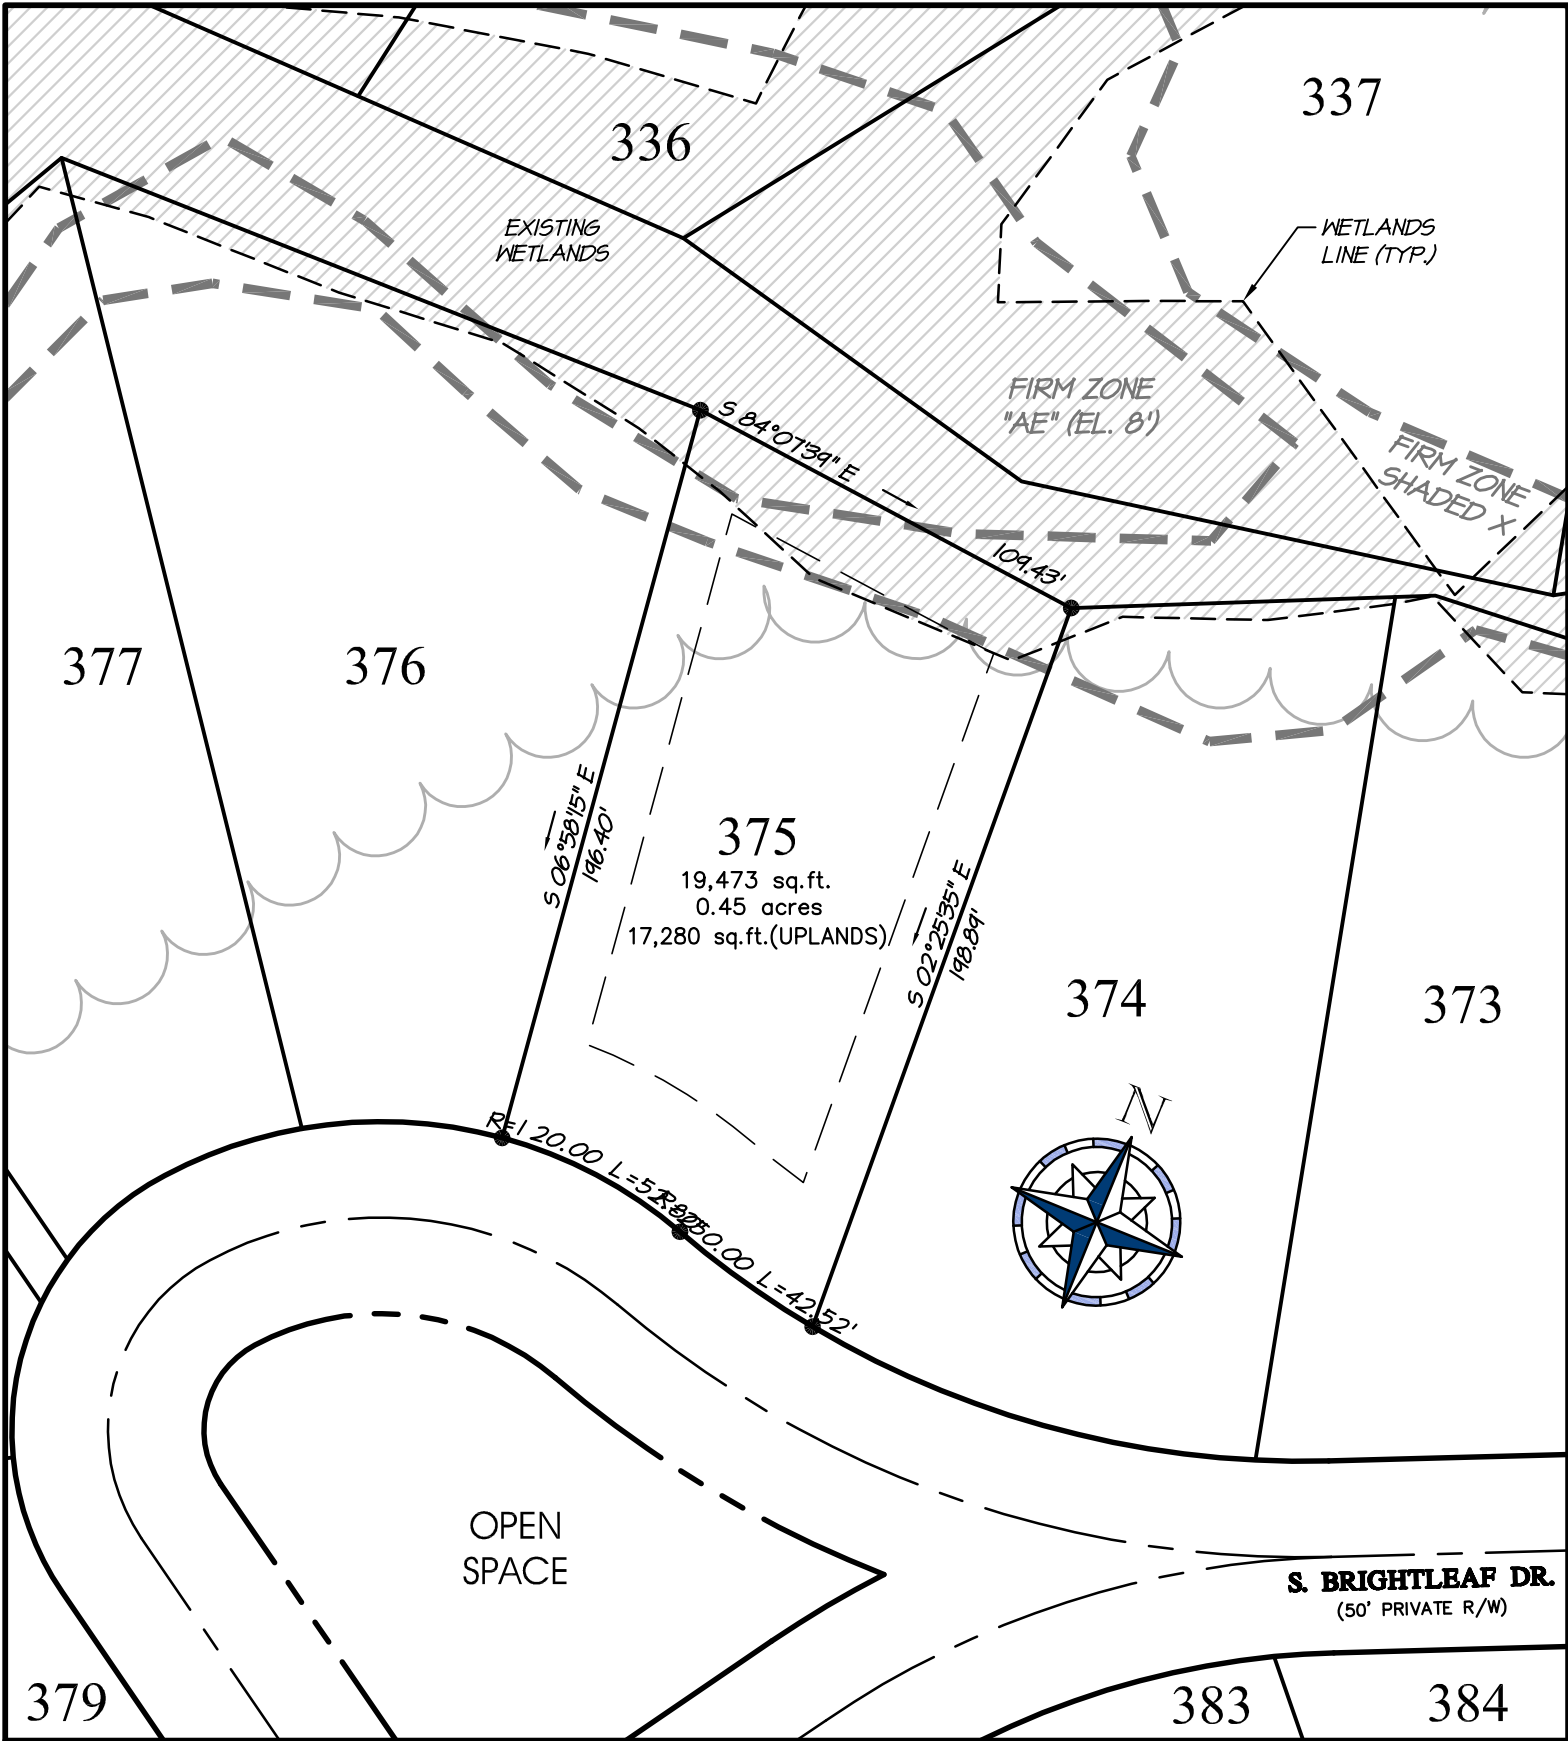 337
336
EXISTING
WETLANDS
WETLANDS
LINE (TYP.)
FIRM ZONE
"AE" (EL. 8')
FIRM ZONE
SHADED X
S 84°07'39" E
109.43'
377
376
S 06°58'15" E
196.40'
375
19,473 sq.ft.
0.45 acres
17,280 sq.ft.(UPLANDS)
S 02°25'35" E
198.89'
374
373
N
R=120.00 L=52.82'
R=250.00 L=42.52'
OPEN
SPACE
S. BRIGHTLEAF DR.
(50' PRIVATE R/W)
379
383
384